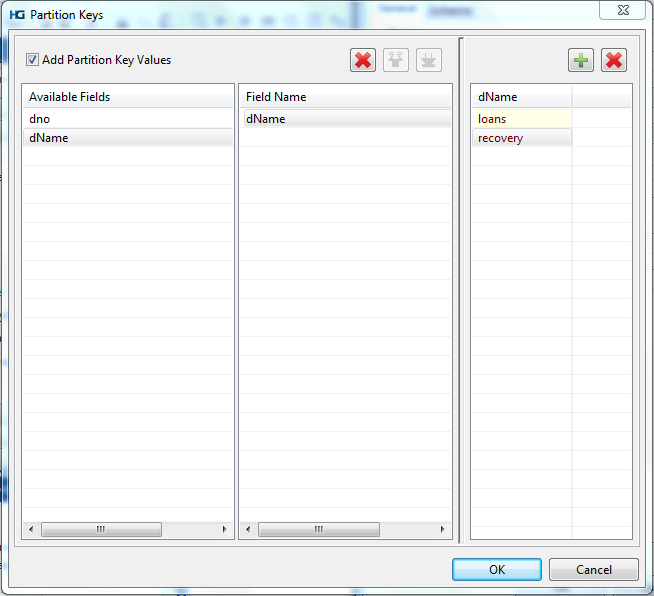 HG Partition Keys
Add Partition Key Values
Available Fields
dno
dName
Field Name
dName
dName
loans
recovery
OK
Cancel